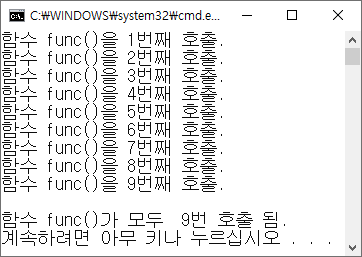 C:\WINDOWS\system32\cmd.e...
함수 func()을 1번째 호출.
함수 func()을 2번째 호출.
함수 func()을 3번째 호출.
함수 func()을 4번째 호출.
함수 func()을 5번째 호출.
함수 func()을 6번째 호출.
함수 func()을 7번째 호출.
함수 func()을 8번째 호출.
함수 func()을 9번째 호출.
함수 func()가 모두  9번 호출 됨.
계속하려면 아무 키나 누르십시오 . . .